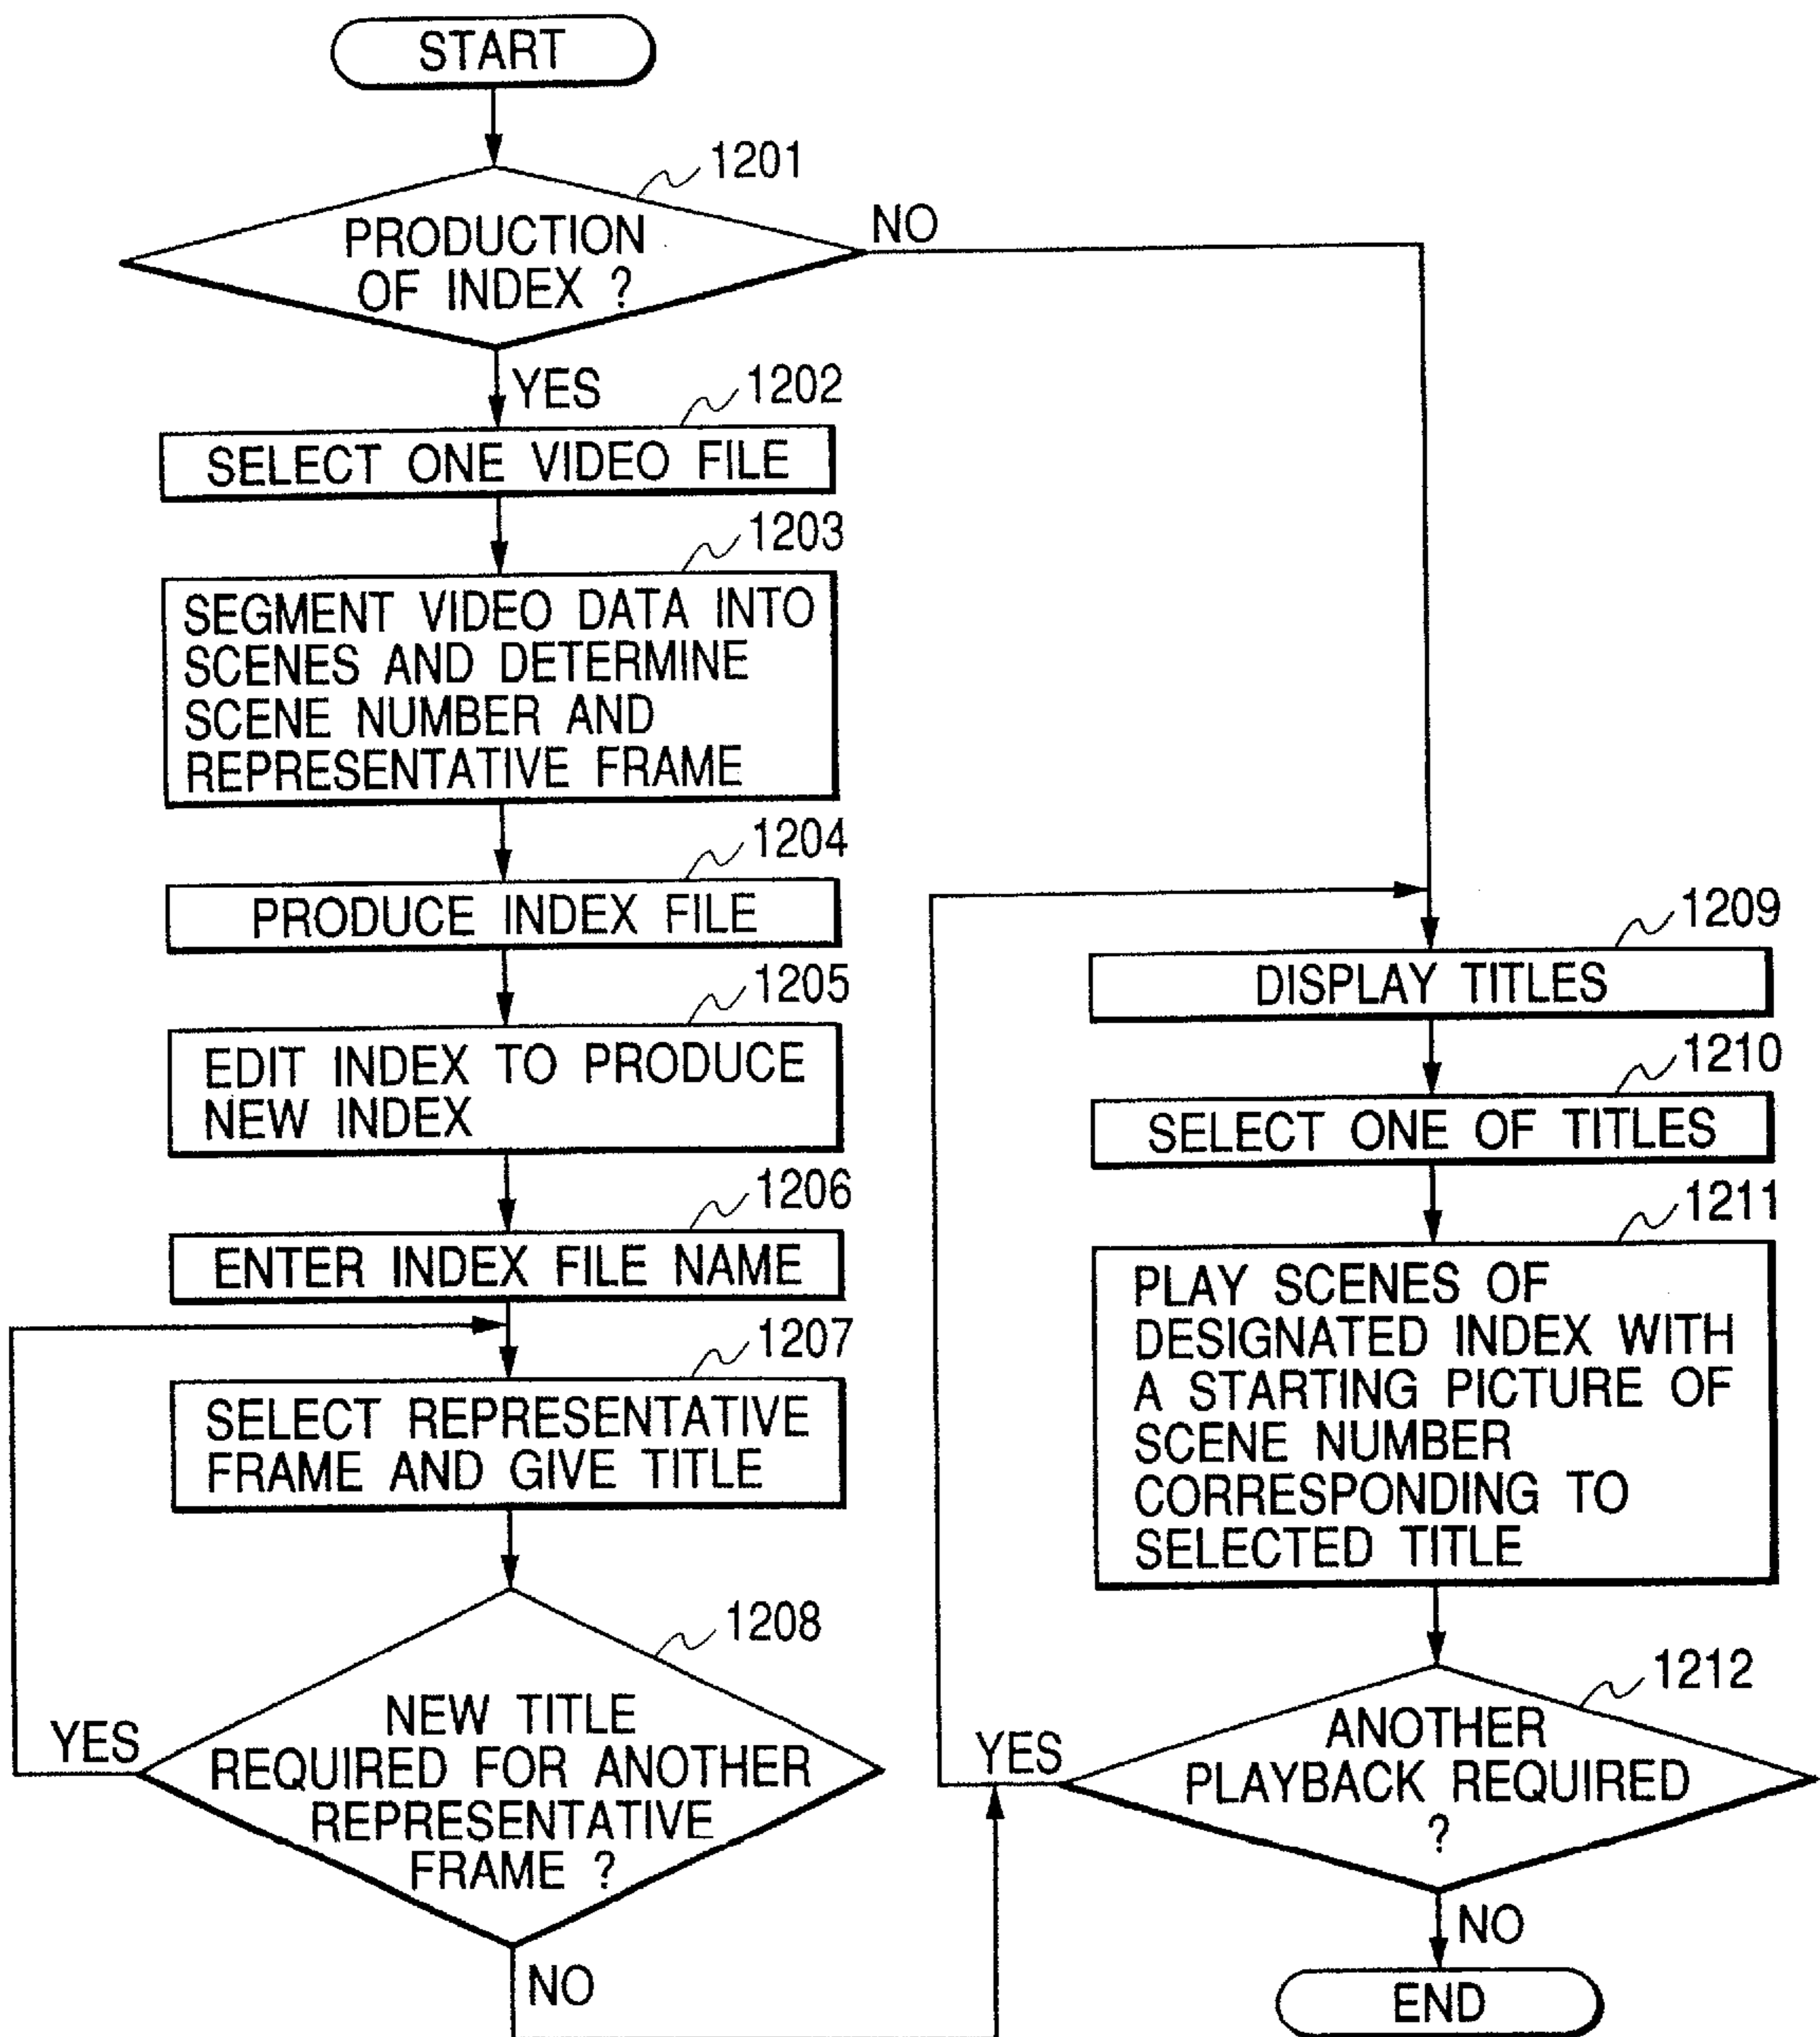 START
1201
PRODUCTION
OF INDEX ?
NO
YES
1202
SELECT ONE VIDEO FILE
1203
SEGMENT VIDEO DATA INTO
SCENES AND DETERMINE
SCENE NUMBER AND
REPRESENTATIVE FRAME
1204
PRODUCE INDEX FILE
1205
EDIT INDEX TO PRODUCE
NEW INDEX
1206
ENTER INDEX FILE NAME
1207
SELECT REPRESENTATIVE
FRAME AND GIVE TITLE
1208
NEW TITLE
REQUIRED FOR ANOTHER
REPRESENTATIVE
FRAME ?
YES
NO
1209
DISPLAY TITLES
1210
SELECT ONE OF TITLES
1211
PLAY SCENES OF
DESIGNATED INDEX WITH
A STARTING PICTURE OF
SCENE NUMBER
CORRESPONDING TO
SELECTED TITLE
1212
ANOTHER
PLAYBACK REQUIRED
?
YES
NO
END